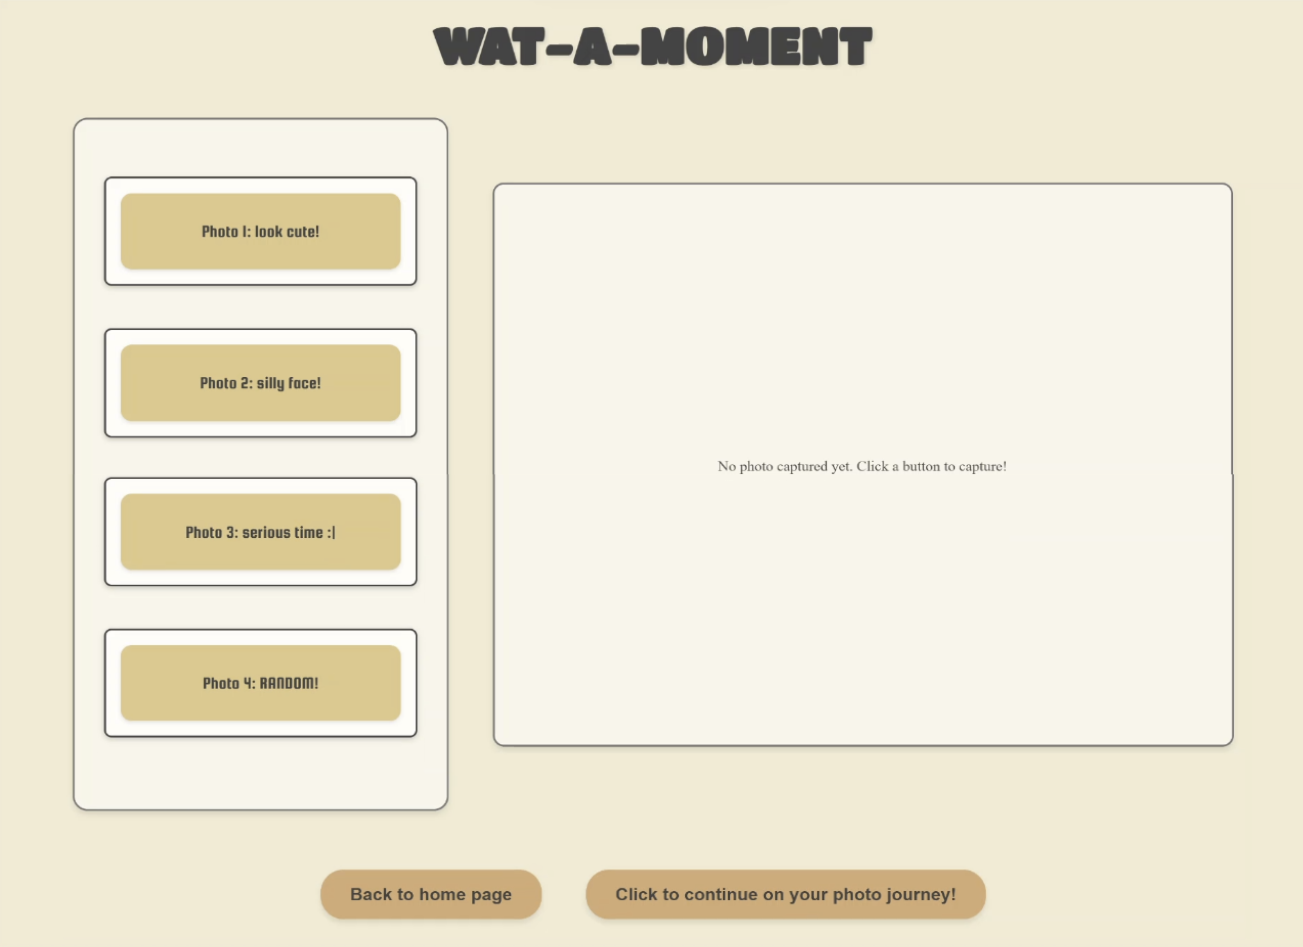 WAT-A-MOMENT
Photo 1: look cute!
Photo 2: silly face!
Photo 3: serious time :|
Photo 4: RANDOM!
No photo captured yet. Click a button to capture!
Back to home page
Click to continue on your photo journey!